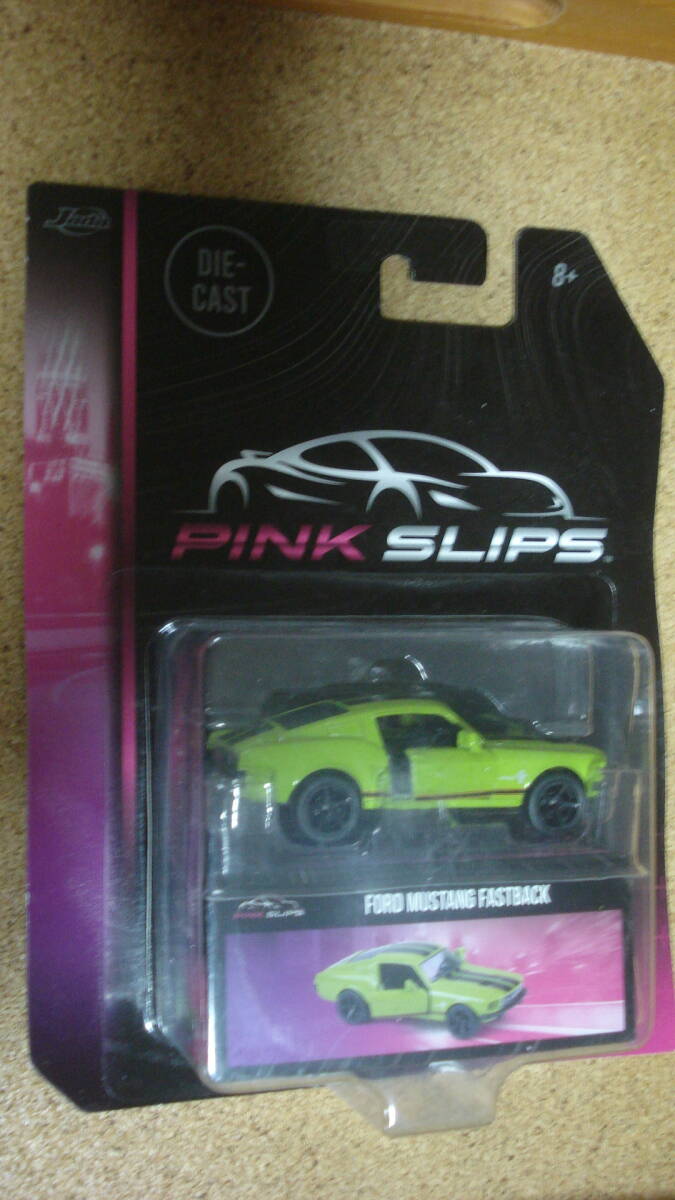 Jada
DIE-
CAST
8+
PINK SLIPS
FORD MUSTANG FASTBACK
PINK SLIPS